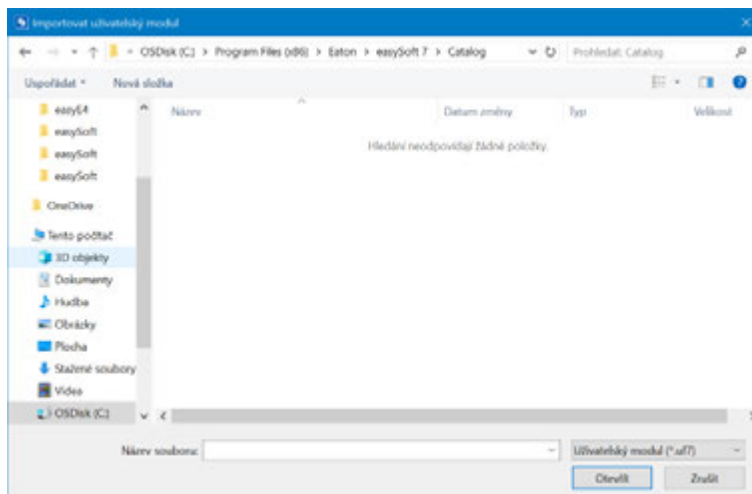 Importovat uživatelský modul
OSDisk (C:) > Program Files (x86) > Eaton > easySoft 7 > Catalog
Prohledat: Catalog
Uspořádat
Nová složka
Název
Datum změny
Typ
Velikost
Hledání neodpovídají žádné položky.
easyE4
easySoft
easySoft
easySoft
OneDrive
Tento počítač
3D objekty
Dokumenty
Hudba
Obrázky
Plocha
Stažené soubory
Videa
OSDisk (C:)
Název souboru:
Uživatelský modul (*.uf7)
Otevřít
Zrušit